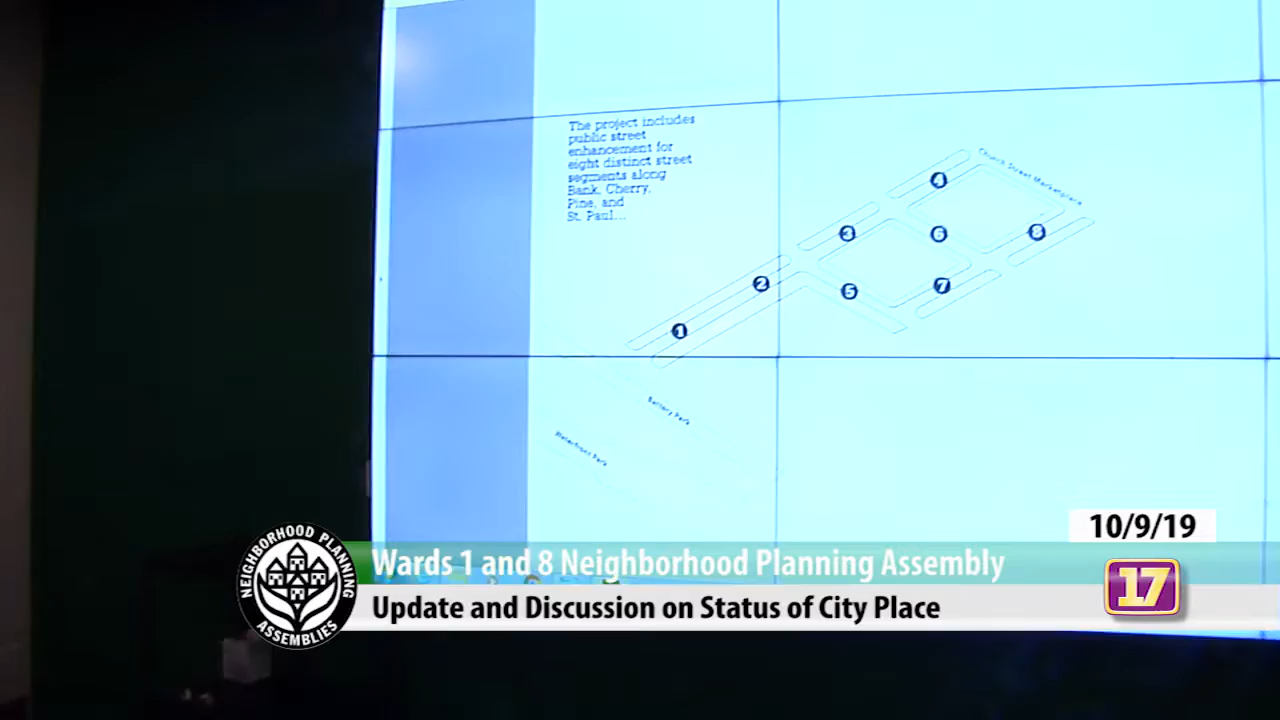 The project includes
public street
enhancement for
eight distinct street
segments along
Bank, Cherry,
Pine, and
St. Paul...
Church Street Marketplace
4
3
6
8
2
5
7
1
Battery Park
Waterfront Park
10/9/19
NEIGHBORHOOD PLANNING
ASSEMBLIES
Wards 1 and 8 Neighborhood Planning Assembly
17
Update and Discussion on Status of City Place